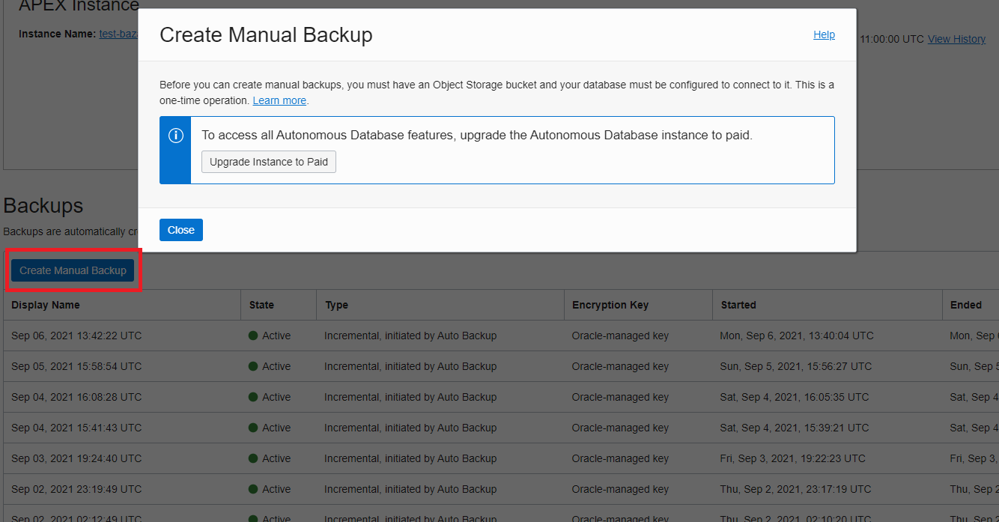 APEX Instance
Instance Name: test-baza
11:00:00 UTC View History
Create Manual Backup
Help
Before you can create manual backups, you must have an Object Storage bucket and your database must be configured to connect to it. This is a
one-time operation. Learn more.
To access all Autonomous Database features, upgrade the Autonomous Database instance to paid.
Upgrade Instance to Paid
Close
Backups
Backups are automatically cr
Create Manual Backup
Display Name State Type Encryption Key Started Ended
Sep 06, 2021 13:42:22 UTC Active Incremental, initiated by Auto Backup Oracle-managed key Mon, Sep 6, 2021, 13:40:04 UTC Mon, Sep 6
Sep 05, 2021 15:58:54 UTC Active Incremental, initiated by Auto Backup Oracle-managed key Sun, Sep 5, 2021, 15:56:27 UTC Sun, Sep 5
Sep 04, 2021 16:08:28 UTC Active Incremental, initiated by Auto Backup Oracle-managed key Sat, Sep 4, 2021, 16:05:35 UTC Sat, Sep 4
Sep 04, 2021 15:41:43 UTC Active Incremental, initiated by Auto Backup Oracle-managed key Sat, Sep 4, 2021, 15:39:21 UTC Sat, Sep 4
Sep 03, 2021 19:24:40 UTC Active Incremental, initiated by Auto Backup Oracle-managed key Fri, Sep 3, 2021, 19:22:23 UTC Fri, Sep 3,
Sep 02, 2021 23:19:49 UTC Active Incremental, initiated by Auto Backup Oracle-managed key Thu, Sep 2, 2021, 23:17:19 UTC Thu, Sep 2
Sep 02, 2021 02:12:49 UTC Active Incremental, initiated by Auto Backup Oracle-managed key Thu, Sep 2, 2021, 02:10:20 UTC Thu, Sep 2